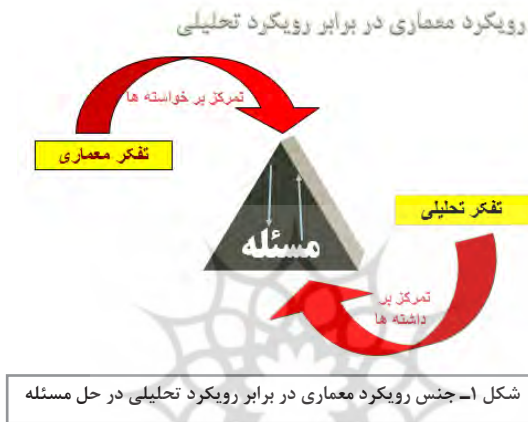 رویکرد معماری در برابر رویکرد تحلیلی
تمرکز بر خواسته ها
تفکر معماری
تفکر تحلیلی
مسئله
تمرکز بر
داشته ها
شکل ۱ـ جنس رویکرد معماری در برابر رویکرد تحلیلی در حل مسئله